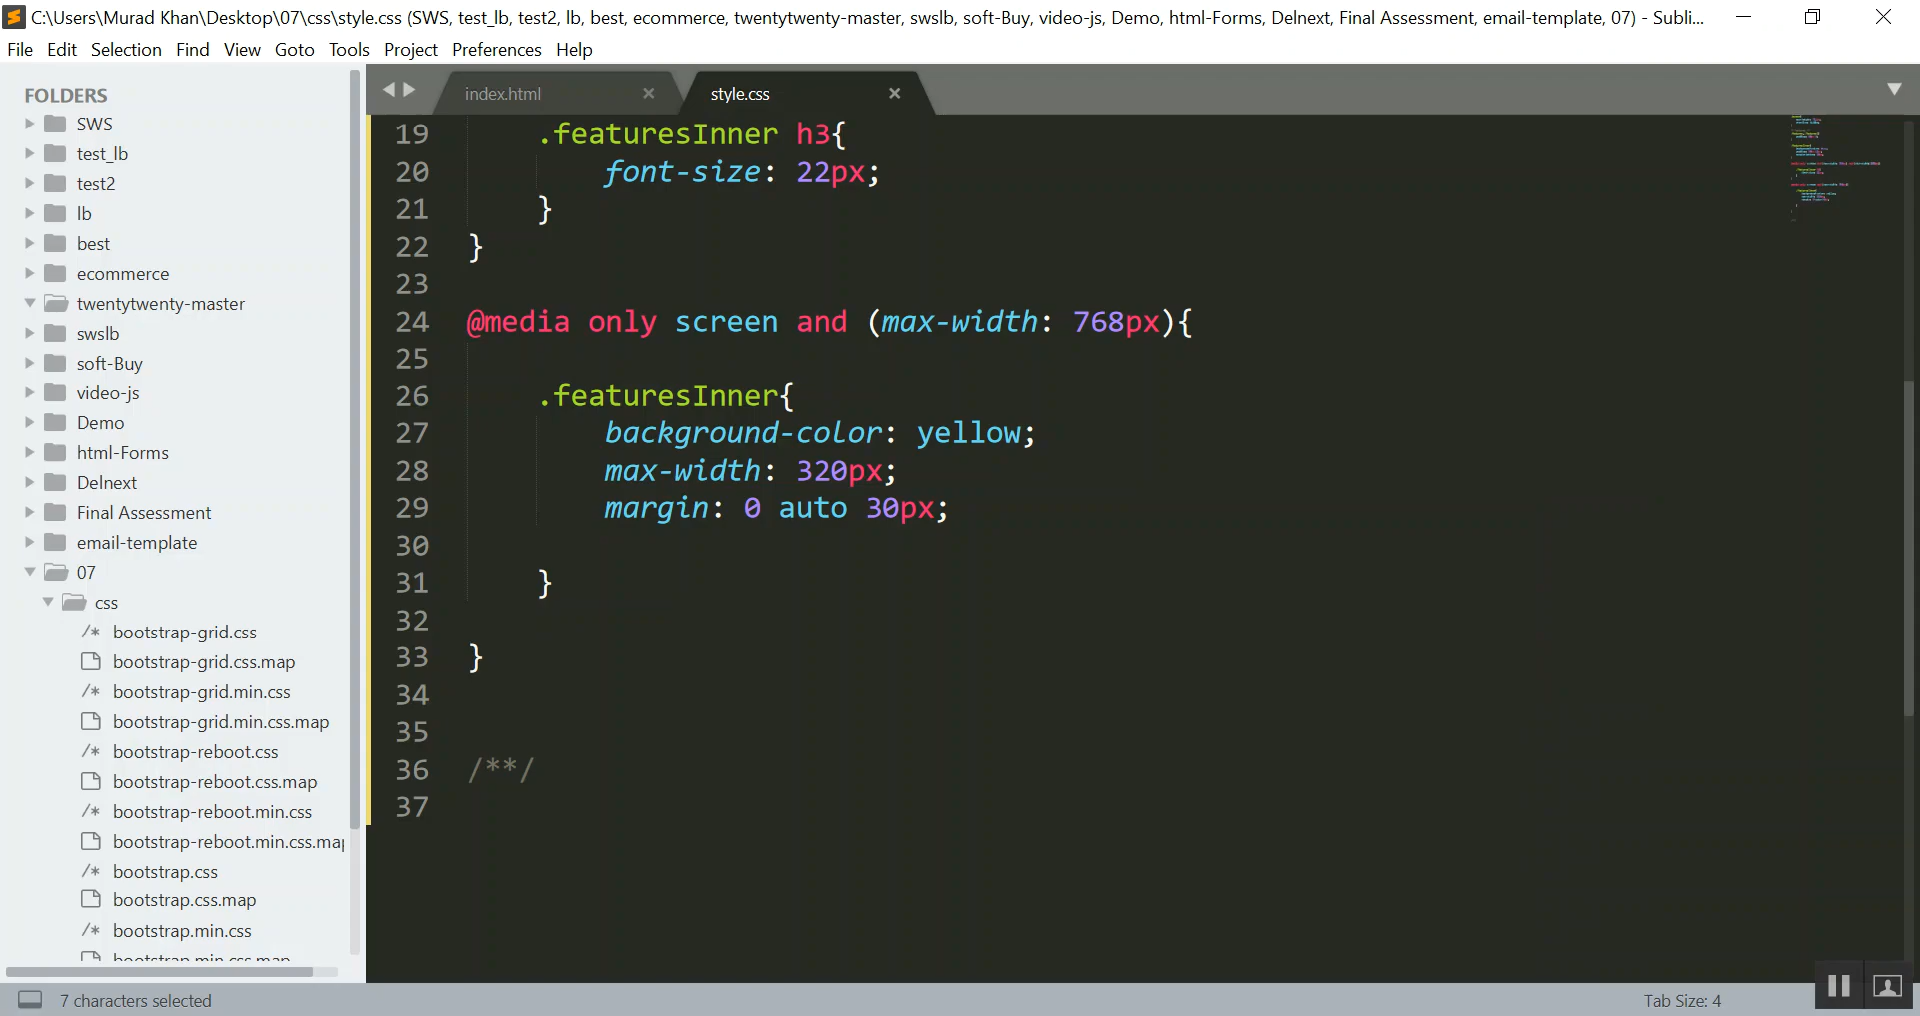 C:\Users\Murad Khan\Desktop\07\css\style.css (SWS, test_lb, test2, lb, best, ecommerce, twentytwenty-master, swslb, soft-Buy, video-js, Demo, html-Forms, Delnext, Final Assessment, email-template, 07) - Subli...
File Edit Selection Find View Goto Tools Project Preferences Help
FOLDERS
SWS
test_lb
test2
lb
best
ecommerce
twentytwenty-master
swslb
soft-Buy
video-js
Demo
html-Forms
Delnext
Final Assessment
email-template
07
css
/* bootstrap-grid.css
bootstrap-grid.css.map
/* bootstrap-grid.min.css
bootstrap-grid.min.css.map
/* bootstrap-reboot.css
bootstrap-reboot.css.map
/* bootstrap-reboot.min.css
bootstrap-reboot.min.css.ma
/* bootstrap.css
bootstrap.css.map
/* bootstrap.min.css
bootstrap.min.css.map
index.html
style.css
19 .featuresInner h3{
20 font-size: 22px;
21 }
22 }
23
24 @media only screen and (max-width: 768px){
25
26 .featuresInner{
27 background-color: yellow;
28 max-width: 320px;
29 margin: 0 auto 30px;
30
31 }
32
33 }
34
35
36 /**/
37
7 characters selected
Tab Size: 4